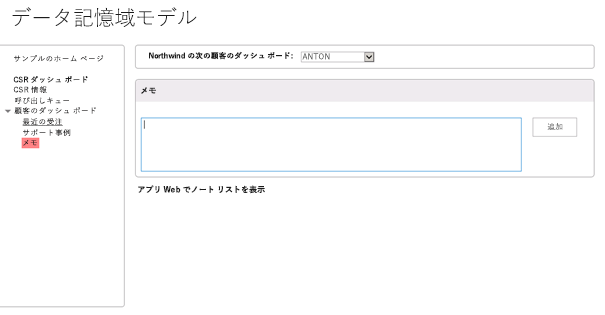 データ記憶域モデル
サンプルのホーム ページ
CSR ダッシュ ボード
CSR 情報
呼び出しキュー
顧客のダッシュ ボード
最近の受注
サポート事例
メモ
Northwind の次の顧客のダッシュ ボード: ANTON
メモ
追加
アプリ Web でノート リストを表示